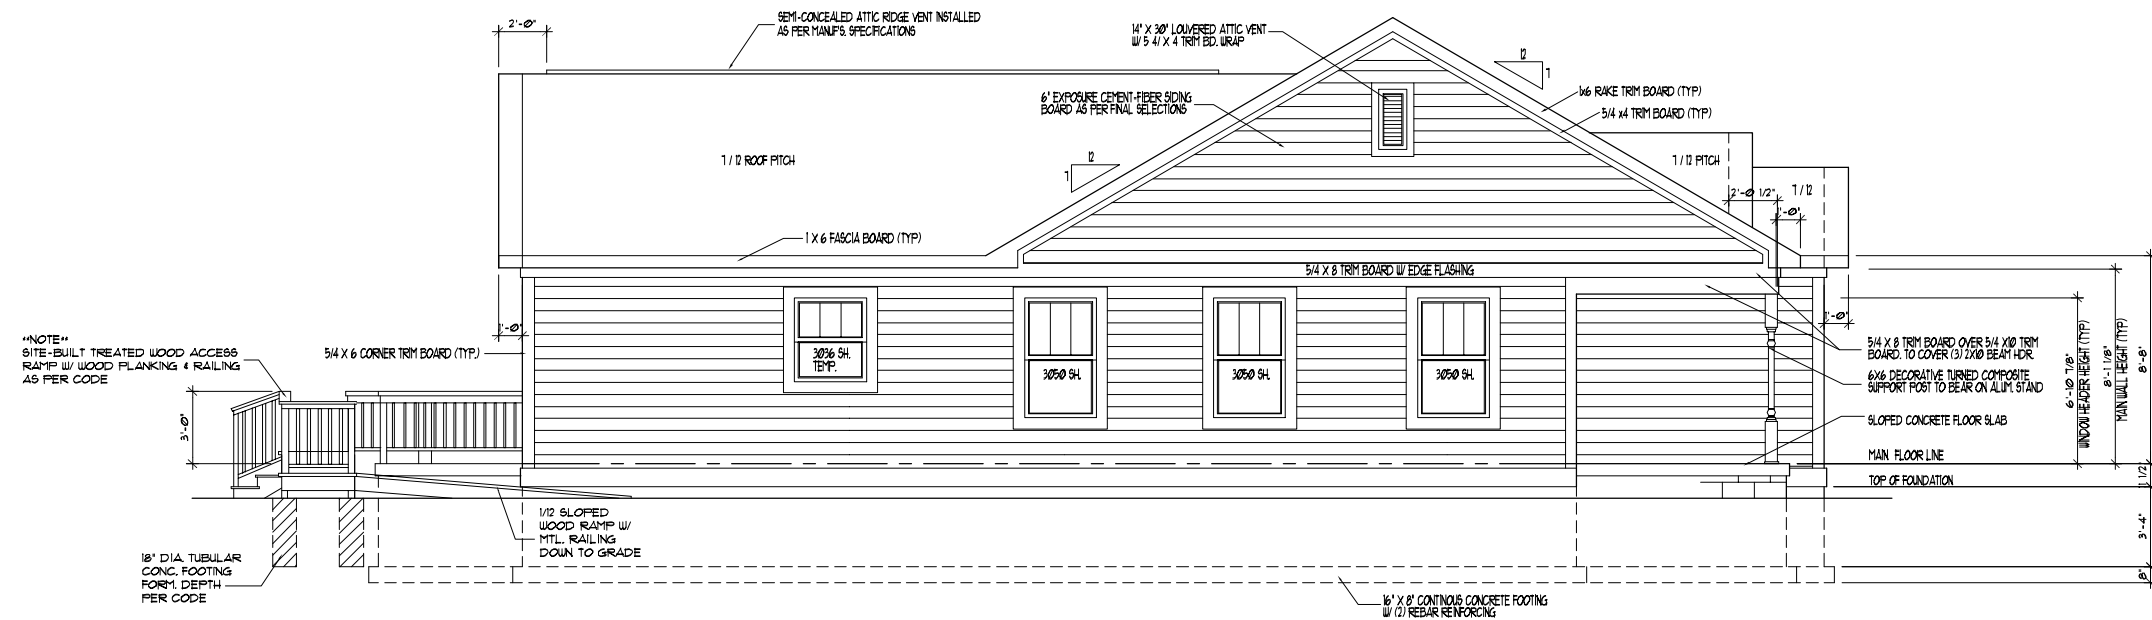 2'-0"
SEMI-CONCEALED ATTIC RIDGE VENT INSTALLED
AS PER MANUF'S. SPECIFICATIONS
14" X 30" LOUVERED ATTIC VENT
W/ 5 4/ X 4 TRIM BD. WRAP
12
7
6" EXPOSURE CEMENT-FIBER SIDING
BOARD AS PER FINAL SELECTIONS
1x6 RAKE TRIM BOARD (TYP)
5/4 x4 TRIM BOARD (TYP)
7 / 12 ROOF PITCH
12
7
7 / 12 PITCH
2'-0 1/2"
7 / 12
1'-0"
1 X 6 FASCIA BOARD (TYP)
5/4 X 8 TRIM BOARD W/ EDGE FLASHING
1'-0"
1'-0"
**NOTE**
SITE-BUILT TREATED WOOD ACCESS
RAMP W/ WOOD PLANKING & RAILING
AS PER CODE
5/4 X 6 CORNER TRIM BOARD (TYP.)
3036 SH.
TEMP.
3050 SH.
3050 SH.
3050 SH.
5/4 X 8 TRIM BOARD OVER 5/4 X10 TRIM
BOARD. TO COVER (3) 2X10 BEAM HDR.
6X6 DECORATIVE TURNED COMPOSITE
SUPPORT POST TO BEAR ON ALUM. STAND
SLOPED CONCRETE FLOOR SLAB
MAIN FLOOR LINE
TOP OF FOUNDATION
6'-10 7/8"
WINDOW HEADER HEIGHT (TYP)
8'-1 1/8"
MAIN WALL HEIGHT (TYP)
8'-8"
1 1/2"
3'-4"
8"
3'-0"
1/12 SLOPED
WOOD RAMP W/
MTL. RAILING
DOWN TO GRADE
18" DIA. TUBULAR
CONC. FOOTING
FORM. DEPTH
PER CODE
16" X 8" CONTINOUS CONCRETE FOOTING
W/ (2) REBAR REINFORCING